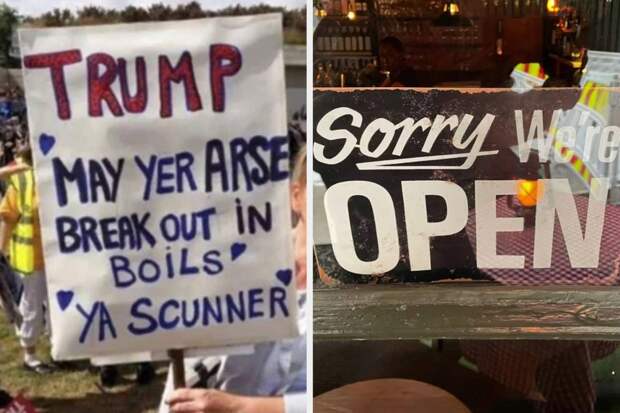 TRUMP
"MAY YER ARSE
BREAK OUT IN
BOILS"
"YA SCUNNER"
Sorry We're
OPEN